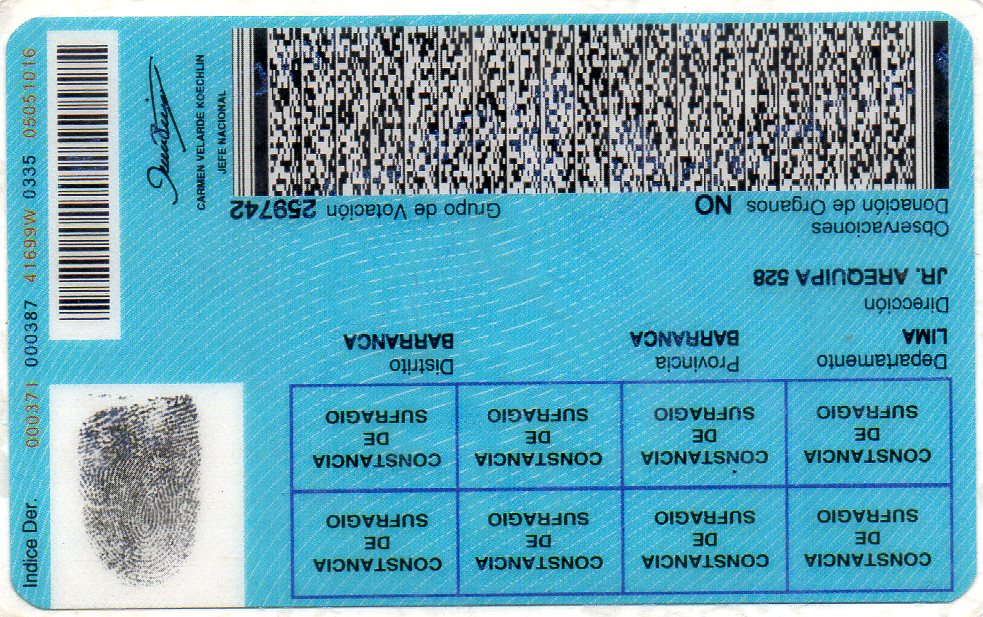 CONSTANCIA DE SUFRAGIO
CONSTANCIA DE SUFRAGIO
CONSTANCIA DE SUFRAGIO
CONSTANCIA DE SUFRAGIO
CONSTANCIA DE SUFRAGIO
CONSTANCIA DE SUFRAGIO
CONSTANCIA DE SUFRAGIO
CONSTANCIA DE SUFRAGIO
Departamento Provincia Distrito
LIMA BARRANCA BARRANCA
Dirección
JR. AREQUIPA 528
Observaciones
Donación de Organos NO Grupo de Votación 259742
CARMEN VELARDE KOECHLIN
JEFE NACIONAL
Indice Der. 000371 000387 41699W 0335 05051016